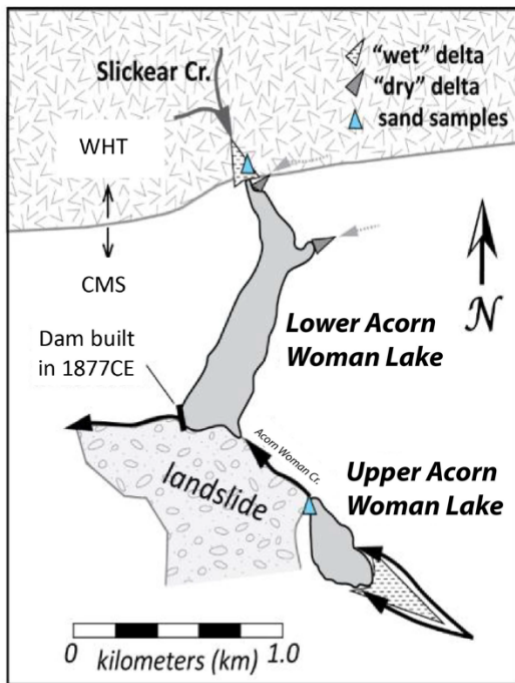 Slickear Cr.
"wet" delta
"dry" delta
sand samples
WHT
CMS
N
Dam built
in 1877CE
Lower Acorn
Woman Lake
Acorn Woman Cr.
landslide
Upper Acorn
Woman Lake
0 kilometers (km) 1.0